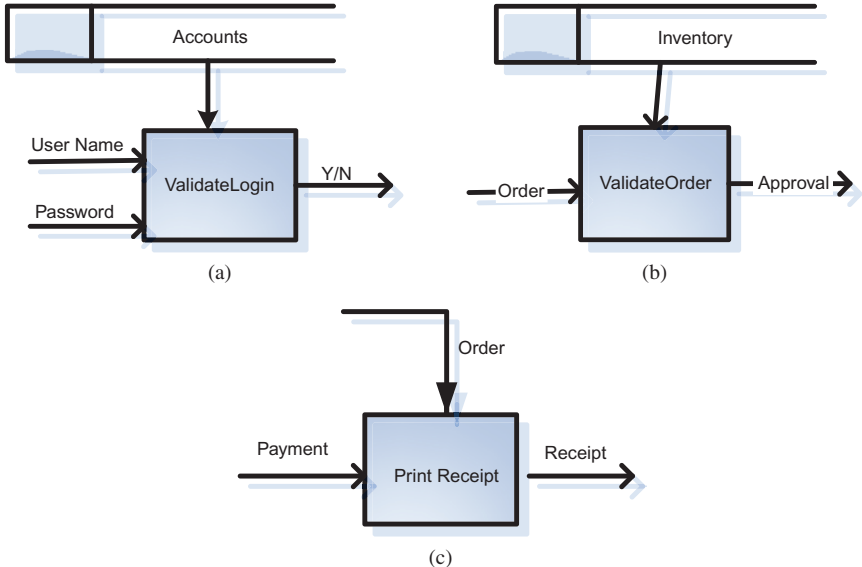 Accounts
User Name
ValidateLogin
Y/N
Password
(a)
Inventory
Order
ValidateOrder
Approval
(b)
Order
Payment
Print Receipt
Receipt
(c)